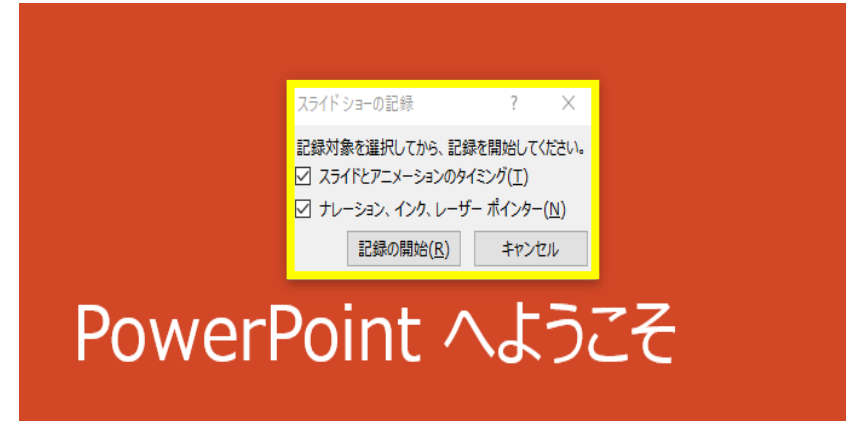 スライド ショーの記録 ? ×
記録対象を選択してから、記録を開始してください。
スライドとアニメーションのタイミング(T)
ナレーション、インク、レーザー ポインター(N)
記録の開始(R) キャンセル
PowerPoint へようこそ